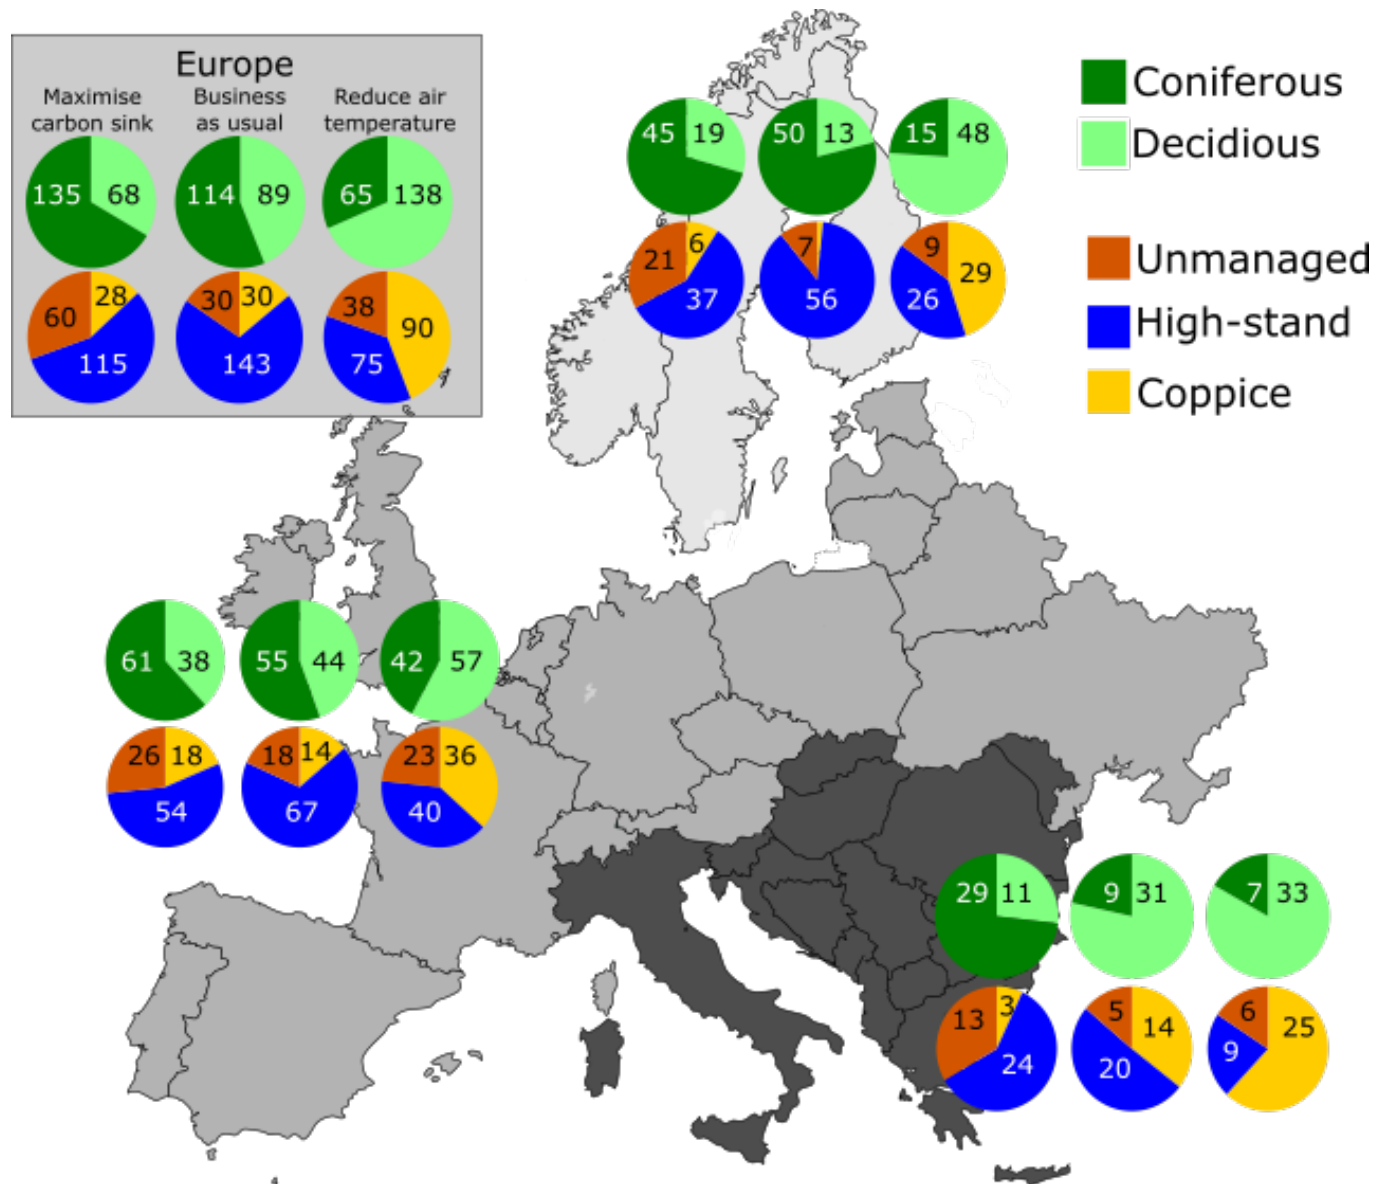 Europe
Maximise carbon sink
Business as usual
Reduce air temperature
135 68
114 89
65 138
60 28 115
30 30 143
38 90 75
Coniferous
Decidious
Unmanaged
High-stand
Coppice
45 19
50 13
15 48
21 6 37
7 56
9 29 26
61 38
55 44
42 57
26 18 54
18 14 67
23 36 40
29 11
9 31
7 33
13 3 24
5 14 20
6 25 9